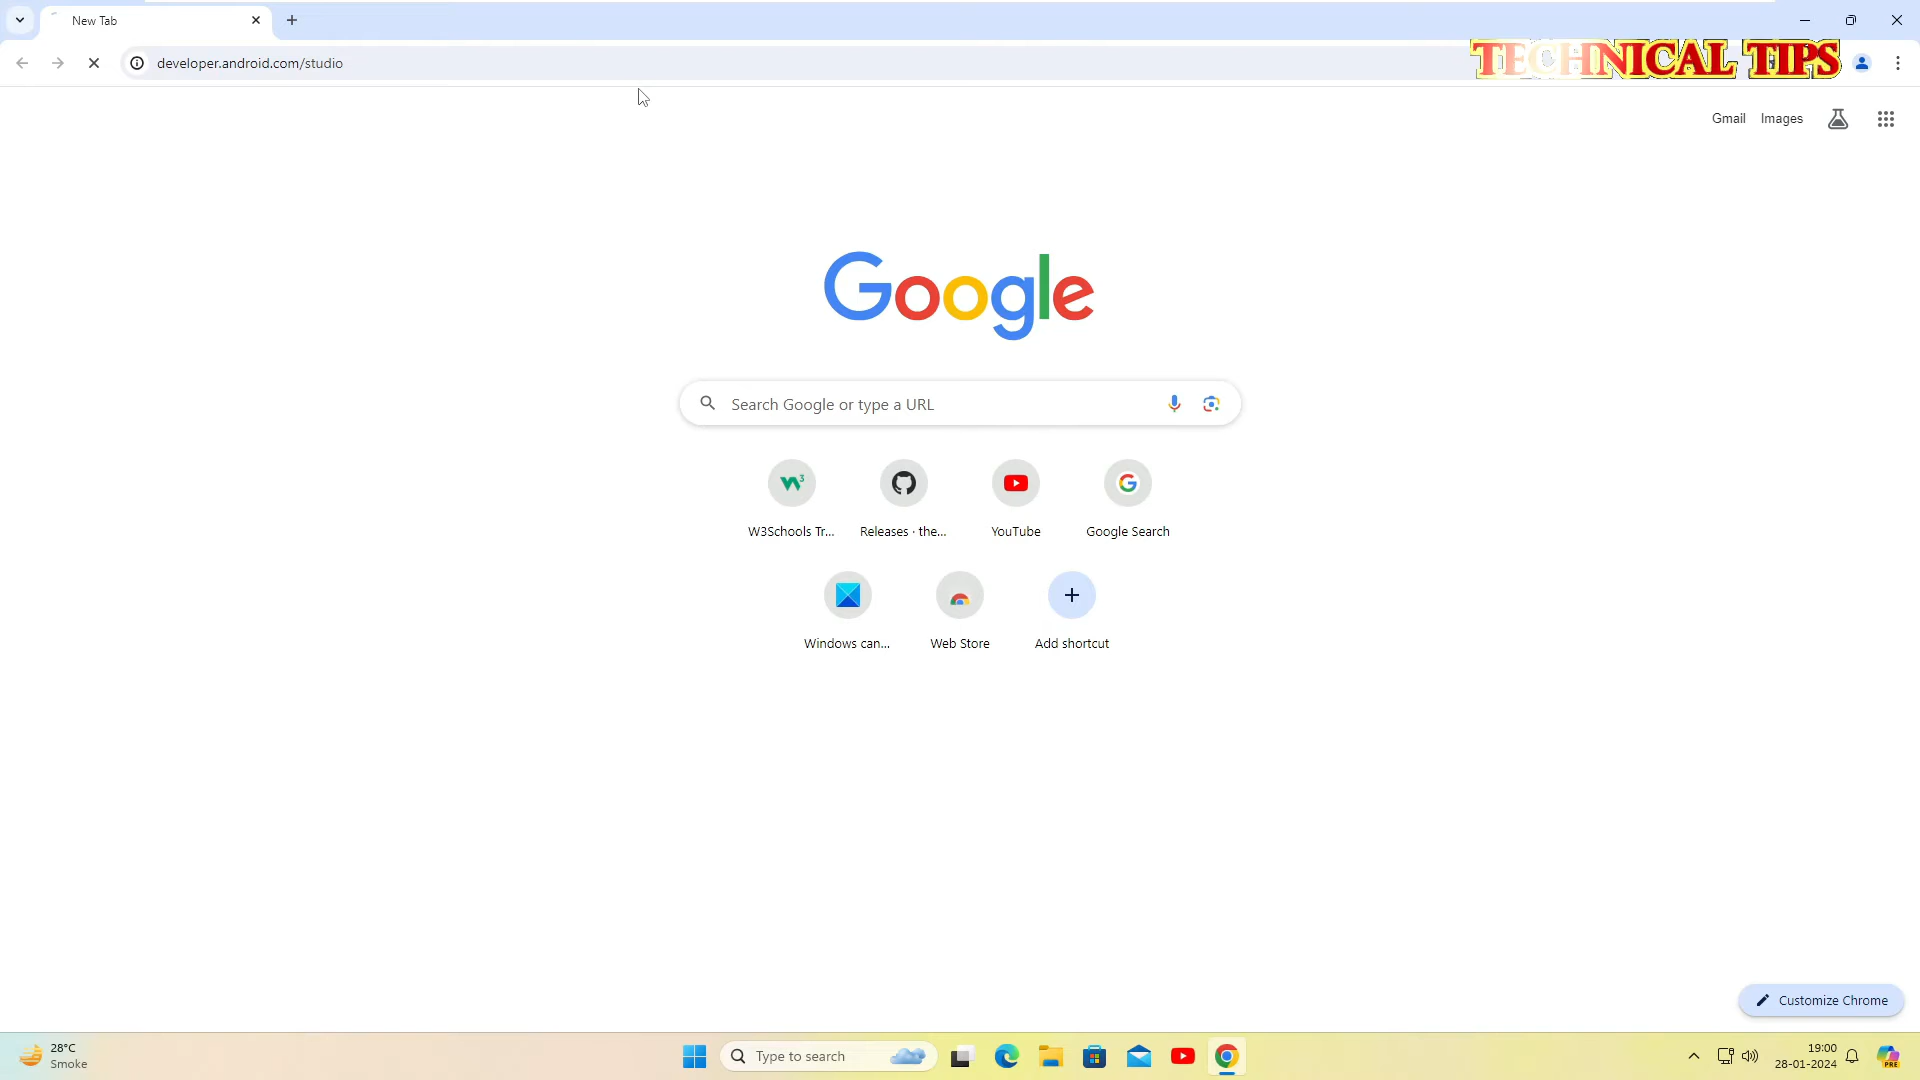 New Tab
developer.android.com/studio
TECHNICAL TIPS
Gmail
Images
Google
Search Google or type a URL
W3Schools Tr...
Releases · the...
YouTube
Google Search
Windows can...
Web Store
Add shortcut
Customize Chrome
28°C
Smoke
Type to search
19:00
28-01-2024
PRE